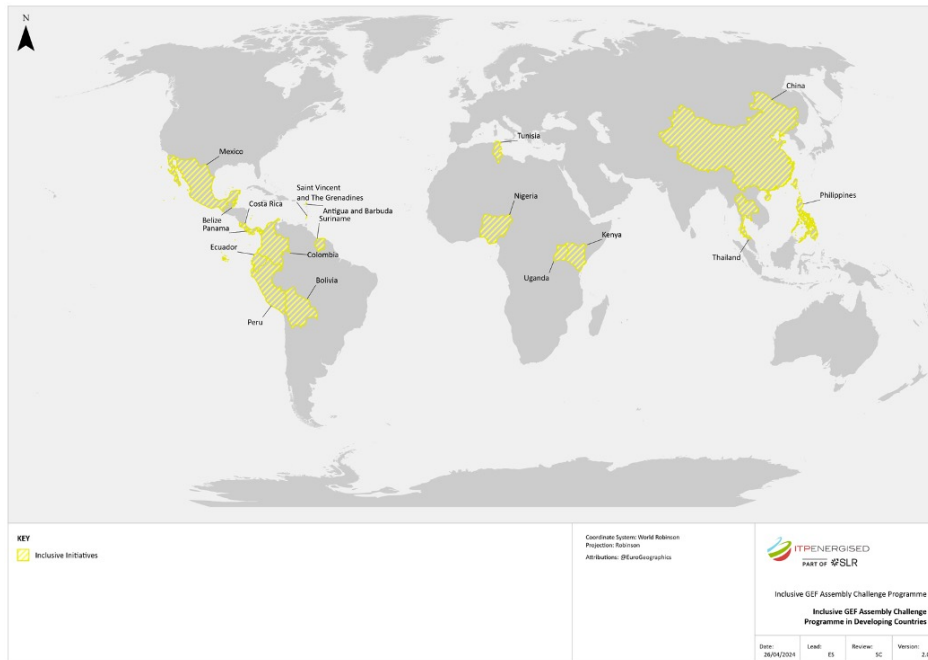 N
China
Tunisia
Mexico
Saint Vincent
and The Grenadines
Costa Rica
Nigeria
Philippines
Antigua and Barbuda
Belize
Suriname
Panama
Kenya
Ecuador
Colombia
Thailand
Uganda
Bolivia
Peru
KEY
Inclusive Initiatives
Coordinate System: World Robinson
Projection: Robinson
Attributions: @EuroGeographics
ITPENERGISED
PART OF SLR
Inclusive GEF Assembly Challenge Programme
Inclusive GEF Assembly Challenge
Programme in Developing Countries
Date: Lead: Review: Version:
26/04/2024 ES SC